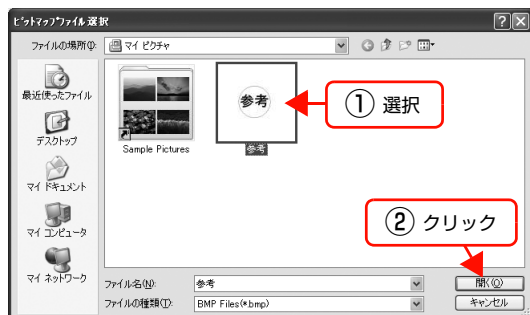 ビットマップファイル選択
ファイルの場所(I):
マイ ピクチャ
最近使ったファイル
デスクトップ
マイ ドキュメント
マイ コンピュータ
マイ ネットワーク
Sample Pictures
参考
参考
① 選択
② クリック
ファイル名(N):
参考
開く(O)
ファイルの種類(T):
BMP Files(*.bmp)
キャンセル